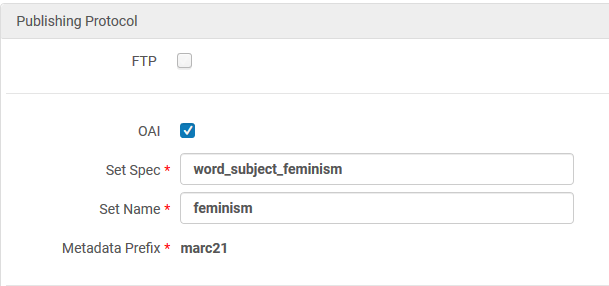 Publishing Protocol
FTP
OAI
Set Spec * word_subject_feminism
Set Name * feminism
Metadata Prefix * marc21